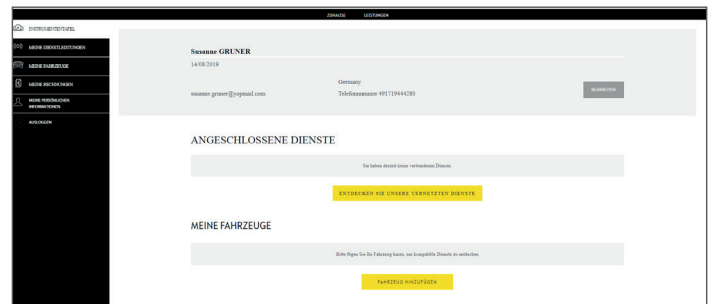 ZUHAUSE LEISTUNGEN
INSTRUMENTENTAFEL
MEINE DIENSTLEISTUNGEN
MEINE FAHRZEUGE
MEINE RECHNUNGEN
MEINE PERSÖNLICHEN
INFORMATIONEN
AUSLOGGEN
Susanne GRUNER
14/08/2019
Germany
susanne.gruner@yopmail.com
Telefonnummer 491719444280
BEARBEITEN
ANGESCHLOSSENE DIENSTE
Sie haben derzeit keine verbundenen Dienste.
ENTDECKEN SIE UNSERE VERNETZTEN DIENSTE
MEINE FAHRZEUGE
Bitte fügen Sie Ihr Fahrzeug hinzu, um kompatible Dienste zu entdecken
FAHRZEUG HINZUFÜGEN